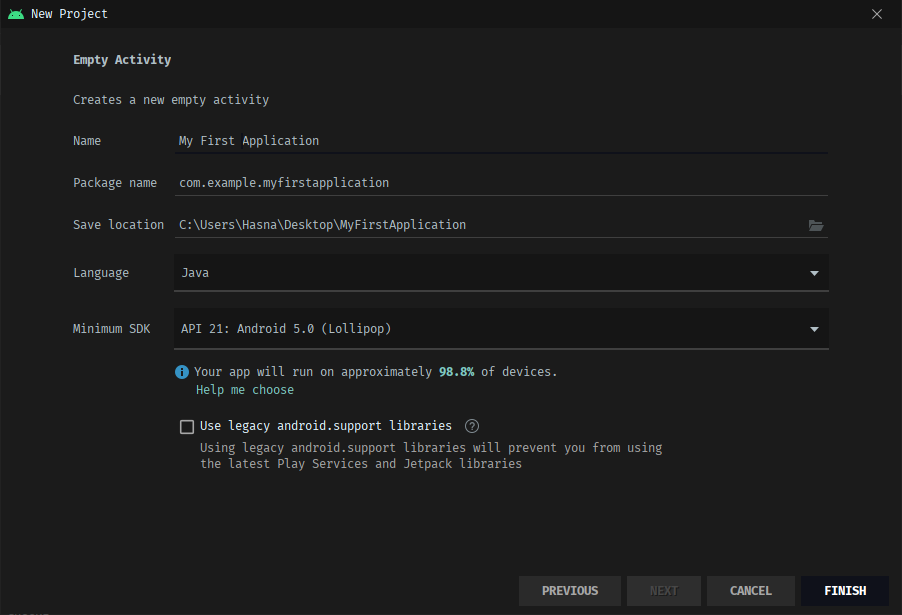 New Project
Empty Activity
Creates a new empty activity
Name My First Application
Package name com.example.myfirstapplication
Save location C:\Users\Hasna\Desktop\MyFirstApplication
Language Java
Minimum SDK API 21: Android 5.0 (Lollipop)
i Your app will run on approximately 98.8% of devices.
Help me choose
Use legacy android.support libraries ?
Using legacy android.support libraries will prevent you from using
the latest Play Services and Jetpack libraries
PREVIOUS NEXT CANCEL FINISH